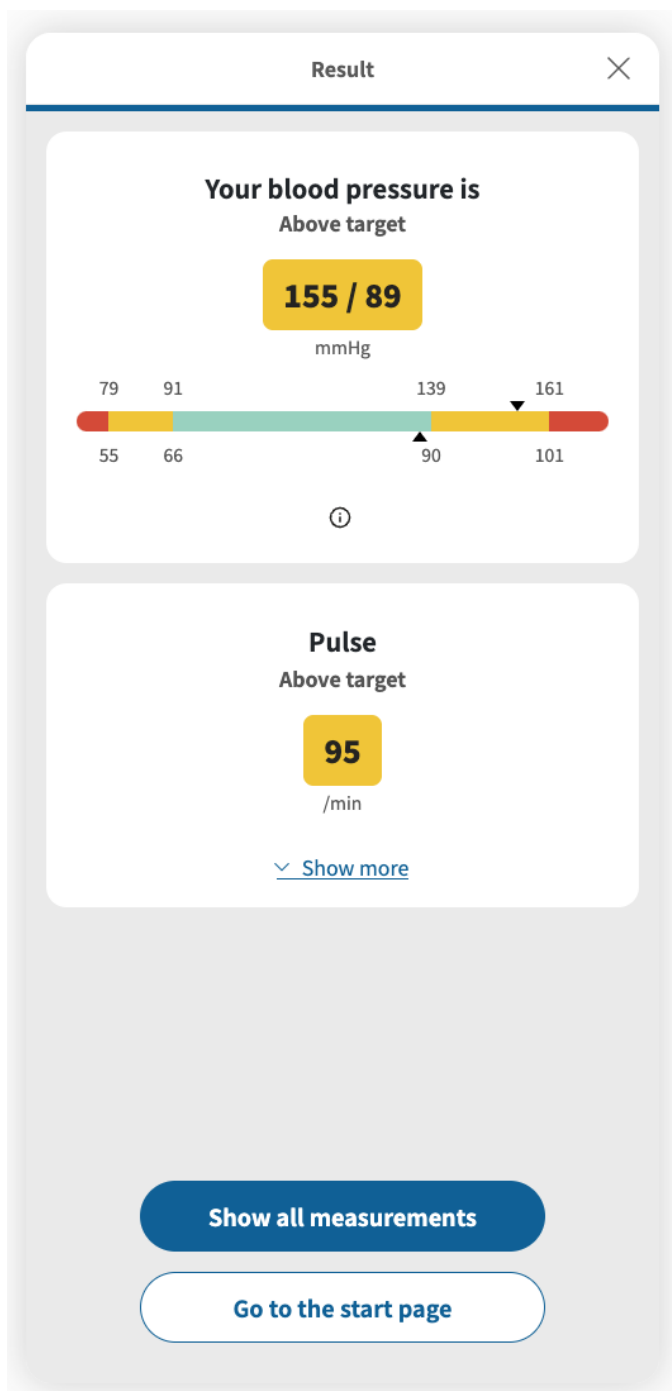 Result
Your blood pressure is
Above target
155 / 89
mmHg
79 91 139 161
55 66 90 101
Pulse
Above target
95
/min
Show more
Show all measurements
Go to the start page